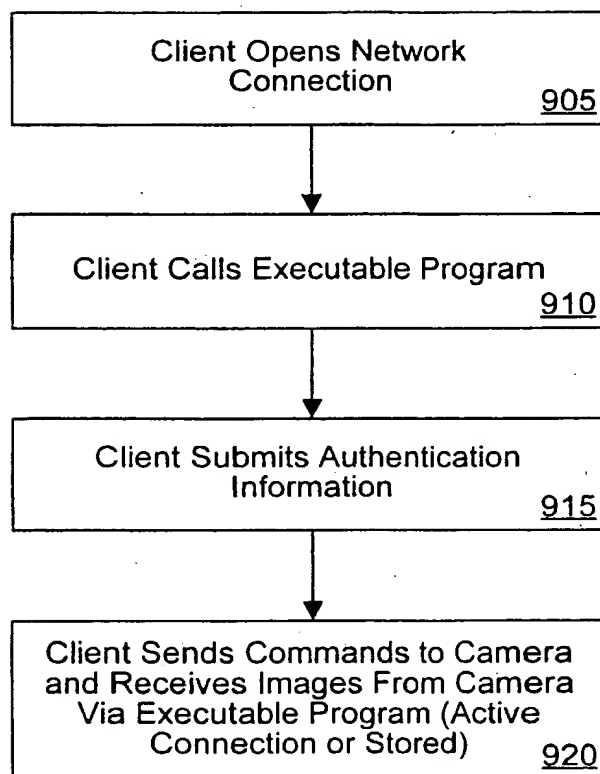 Client Opens Network
Connection
905
Client Calls Executable Program
910
Client Submits Authentication
Information
915
Client Sends Commands to Camera
and Receives Images From Camera
Via Executable Program (Active
Connection or Stored)
920